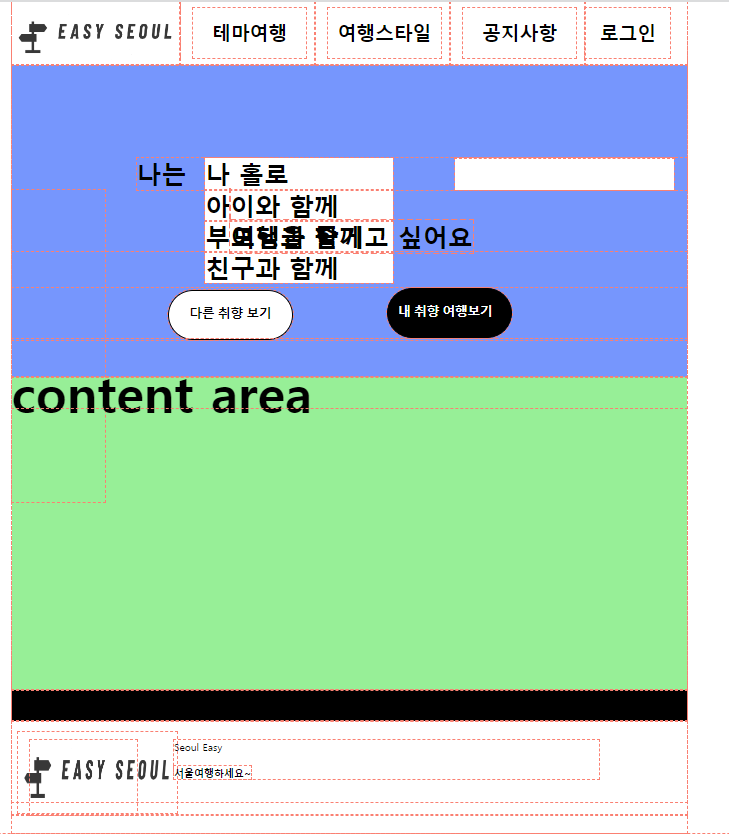 EASY SEOUL
테마여행
여행스타일
공지사항
로그인
나는
나 홀로
아이와 함께
부모님과 함께
여행을 즐기고 싶어요
친구과 함께
다른 취향 보기
내 취향 여행보기
content area
EASY SEOUL
Seoul Easy
서울여행하세요~